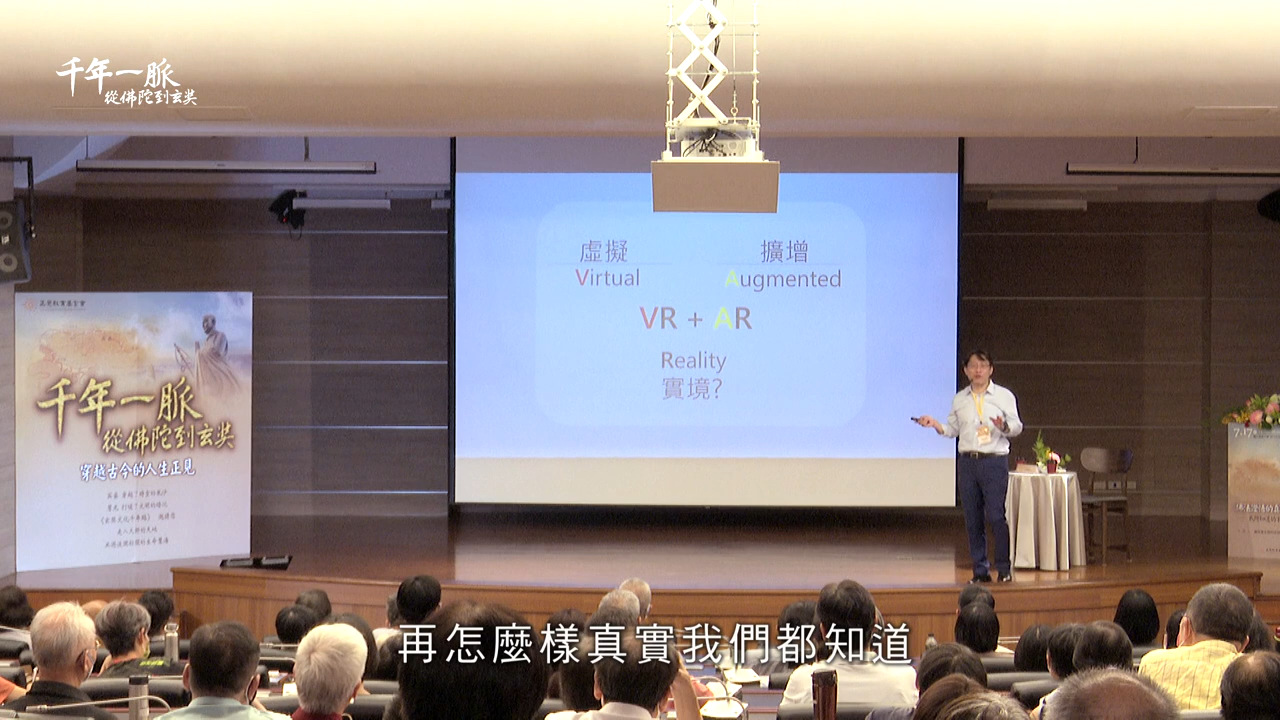 千年一脈
從佛陀到玄奘
虛擬
Virtual
擴增
Augmented
VR + AR
Reality
實境?
千年一脈
從佛陀到玄奘
穿越古今的人生正見
7.17
再怎麼樣真實我們都知道